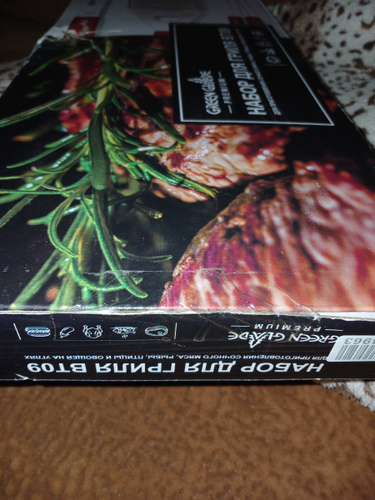 GREEN GLADE
PREMIUM
НАБОР ДЛЯ ГРИЛЯ BT09
GREEN GLADE
PREMIUM
НАБОР ДЛЯ ГРИЛЯ BT09
ДЛЯ ПРИГОТОВЛЕНИЯ СОЧНОГО МЯСА, РЫБЫ, ПТИЦЫ И ОВОЩЕЙ НА УГЛЯХ
3963